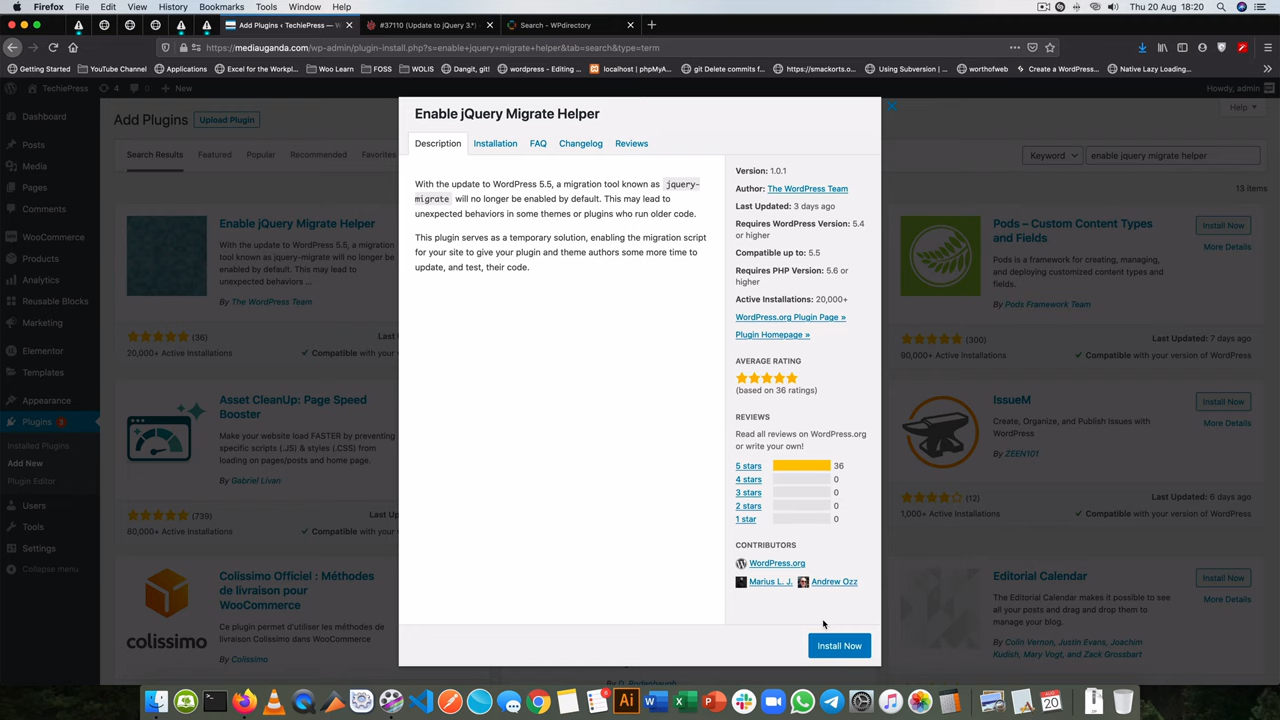 Firefox File Edit View History Bookmarks Tools Window Help
Thu 20 Aug 18:20
Add Plugins ‹ TechiePress — W
#37110 (Update to jQuery 3.*)
Search - WPdirectory
https://mediauganda.com/wp-admin/plugin-install.php?s=enable+jquery+migrate+helper&tab=search&type=term
Getting Started YouTube Channel Applications Excel for the Workpl... Woo Learn FOSS WOLIS Dangit, git! wordpress - Editing ... localhost | phpMyA... git Delete commits f... https://smackorts.... Using Subversion | ... worthofweb Create a WordPress... Native Lazy Loading...
TechiePress 4 + New
Howdy, admin
Dashboard
Posts
Media
Pages
Comments
WooCommerce
Products
Analytics
Reusable Blocks
Marketing
Elementor
Templates
Appearance
Plugins 3
Installed Plugins
Add New
Plugin Editor
Users
Tools
Settings
Collapse menu
Add Plugins Upload Plugin
Help
Search Results Featured Popular Recommended Favorites
Keyword enable jquery migrate helper
13 items
Enable jQuery Migrate Helper
With the update to WordPress 5.5, a migration
tool known as jquery-migrate will no longer be
enabled by default. This may lead to
unexpected behaviors ...
By The WordPress Team
(36)
Last U
20,000+ Active Installations
Compatible with your v
Asset CleanUp: Page Speed
Booster
Make your website load FASTER by preventing
specific scripts (.JS) & styles (.CSS) from
loading on pages/posts and home page.
By Gabriel Livan
(739)
Last Up
80,000+ Active Installations
Compatible with your v
Colissimo Officiel : Méthodes
de livraison pour
WooCommerce
Ce plugin permet d'utiliser les méthodes de
livraison Colissimo dans WooCommerce
By Colissimo
colissimo
Enable jQuery Migrate Helper
Description Installation FAQ Changelog Reviews
With the update to WordPress 5.5, a migration tool known as jquery-
migrate will no longer be enabled by default. This may lead to
unexpected behaviors in some themes or plugins who run older code.
This plugin serves as a temporary solution, enabling the migration script
for your site to give your plugin and theme authors some more time to
update, and test, their code.
Version: 1.0.1
Author: The WordPress Team
Last Updated: 3 days ago
Requires WordPress Version: 5.4
or higher
Compatible up to: 5.5
Requires PHP Version: 5.6 or
higher
Active Installations: 20,000+
WordPress.org Plugin Page »
Plugin Homepage »
AVERAGE RATING
(based on 36 ratings)
REVIEWS
Read all reviews on WordPress.org
or write your own!
5 stars 36
4 stars 0
3 stars 0
2 stars 0
1 star 0
CONTRIBUTORS
WordPress.org
Marius L. J. Andrew Ozz
Install Now
Pods – Custom Content Types
and Fields
Install Now
More Details
Pods is a framework for creating, managing,
and deploying customized content types and
fields.
By Pods Framework Team
(300)
Last Updated: 7 days ago
90,000+ Active Installations
Compatible with your version of WordPress
IssueM
Install Now
More Details
Create, Organize, and Publish Issues with
WordPress
By ZEEN101
(12)
Last Updated: 6 days ago
1,000+ Active Installations
Compatible with your version of WordPress
Editorial Calendar
Install Now
More Details
The Editorial Calendar makes it possible to see
all your posts and drag and drop them to
manage your blog.
By Colin Vernon, Justin Evans, Joachim
Kudish, Mary Vogt, and Zack Grossbart